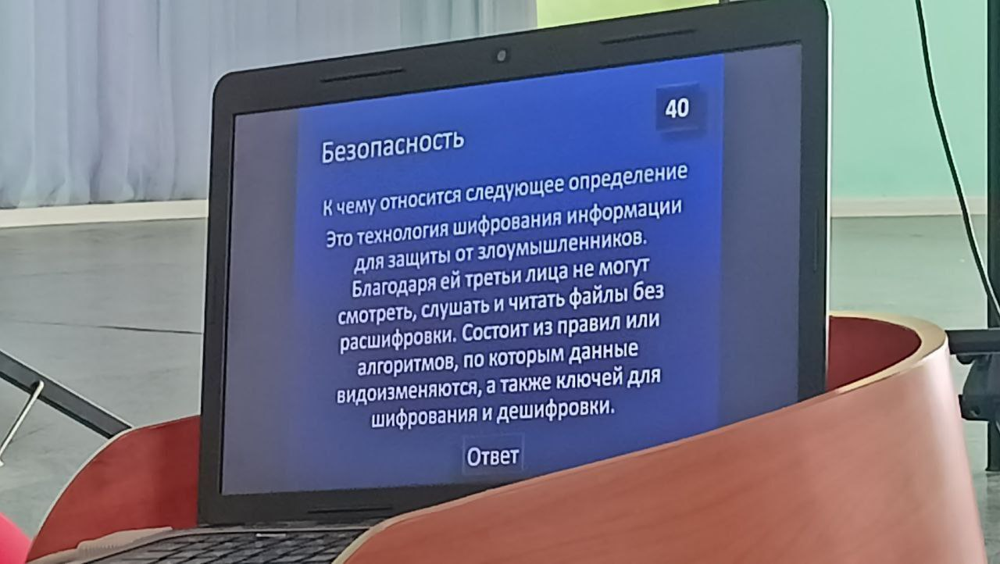 40
Безопасность
К чему относится следующее определение
Это технология шифрования информации
для защиты от злоумышленников.
Благодаря ей третьи лица не могут
смотреть, слушать и читать файлы без
расшифровки. Состоит из правил или
алгоритмов, по которым данные
видоизменяются, а также ключей для
шифрования и дешифровки.
Ответ